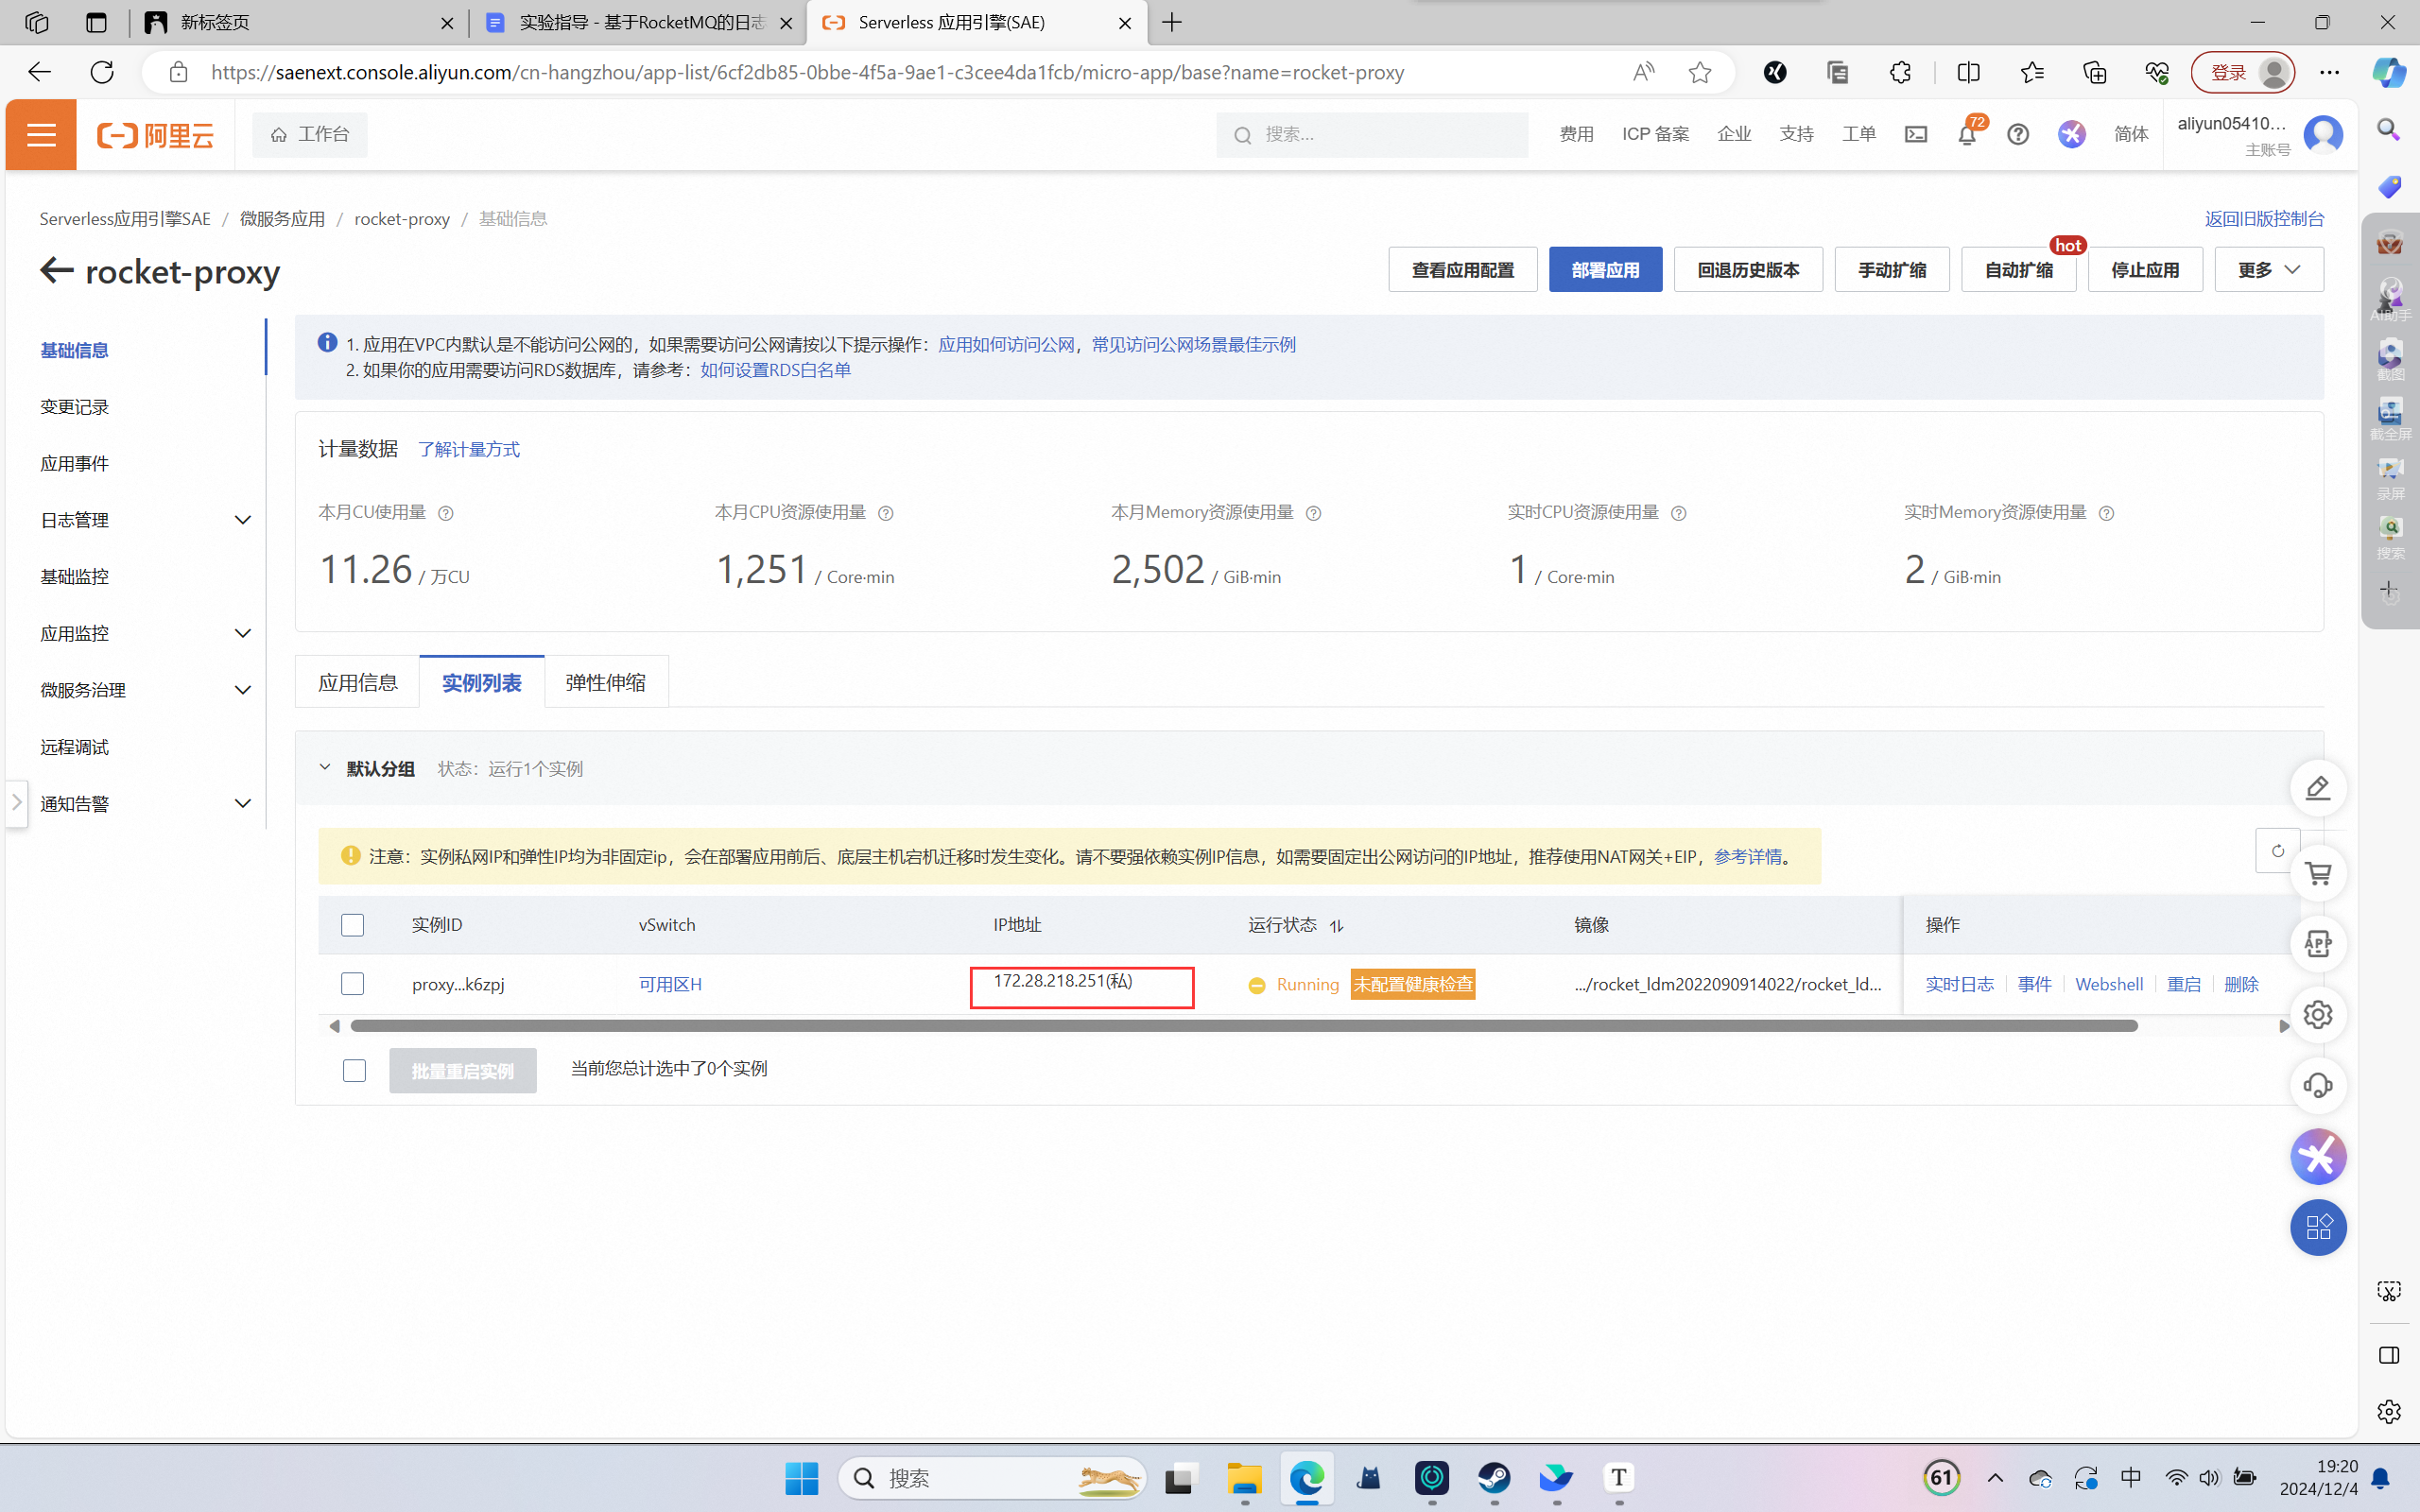 新标签页
实验指导 - 基于RocketMQ的日志
Serverless 应用引擎(SAE)
https://saenext.console.aliyun.com/cn-hangzhou/app-list/6cf2db85-0bbe-4f5a-9ae1-c3cee4da1fcb/micro-app/base?name=rocket-proxy
登录
阿里云
工作台
搜索...
费用
ICP 备案
企业
支持
工单
72
简体
aliyun05410...
主账号
Serverless应用引擎SAE / 微服务应用 / rocket-proxy / 基础信息
返回旧版控制台
rocket-proxy
查看应用配置
部署应用
回退历史版本
手动扩缩
自动扩缩
hot
停止应用
更多
基础信息
变更记录
应用事件
日志管理
基础监控
应用监控
微服务治理
远程调试
通知告警
1. 应用在VPC内默认是不能访问公网的，如果需要访问公网请按以下提示操作：应用如何访问公网，常见访问公网场景最佳示例
2. 如果你的应用需要访问RDS数据库，请参考：如何设置RDS白名单
计量数据 了解计量方式
本月CU使用量
本月CPU资源使用量
本月Memory资源使用量
实时CPU资源使用量
实时Memory资源使用量
11.26 / 万CU
1,251 / Core·min
2,502 / GiB·min
1 / Core·min
2 / GiB·min
应用信息
实例列表
弹性伸缩
默认分组 状态：运行1个实例
注意：实例私网IP和弹性IP均为非固定ip，会在部署应用前后、底层主机宕机迁移时发生变化。请不要强依赖实例IP信息，如需要固定出公网访问的IP地址，推荐使用NAT网关+EIP，参考详情。
实例ID
vSwitch
IP地址
运行状态
镜像
操作
proxy...k6zpj
可用区H
172.28.218.251(私)
Running
未配置健康检查
.../rocket_ldm2022090914022/rocket_ld...
实时日志
事件
Webshell
重启
删除
批量重启实例
当前您总计选中了0个实例
APP
AI助手
截图
截全屏
录屏
搜索
搜索
T
61
中
19:20
2024/12/4